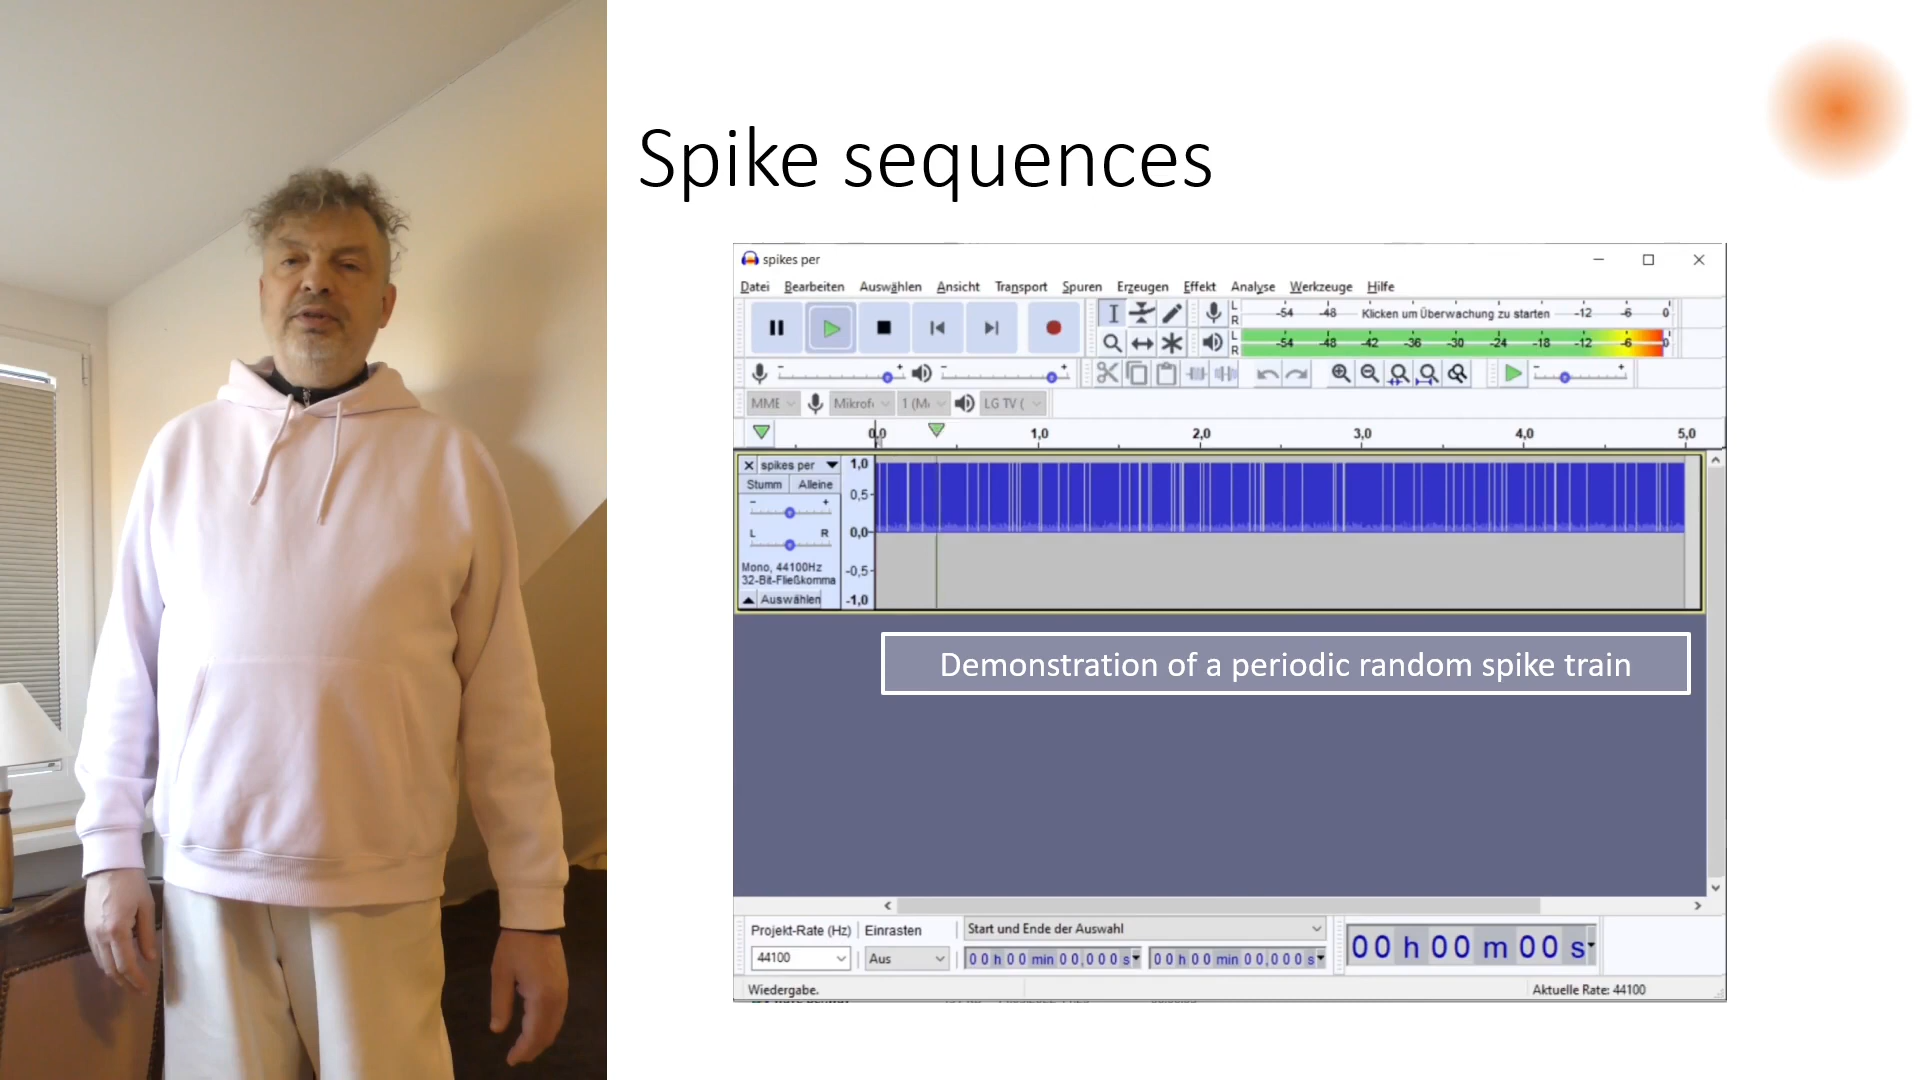 Spike sequences
spikes per
Datei Bearbeiten Auswählen Ansicht Transport Spuren Erzeugen Effekt Analyse Werkzeuge Hilfe
L
R
-54 -48 Klicken um Überwachung zu starten -12 -6 0
L
R
-54 -48 -42 -36 -30 -24 -18 -12 -6 0
- + - + - +
MME Mikrof 1 (M LG TV (
0,0 1,0 2,0 3,0 4,0 5,0
spikes per
Stumm Alleine
- +
L R
Mono, 44100Hz
32-Bit-Fließkomma
Auswählen
1,0
0,5
0,0
-0,5
-1,0
Demonstration of a periodic random spike train
Projekt-Rate (Hz) Einrasten Start und Ende der Auswahl
44100 Aus 00 h 00 min 00,000 s 00 h 00 min 00,000 s
00 h 00 m 00 s
Wiedergabe. Aktuelle Rate: 44100